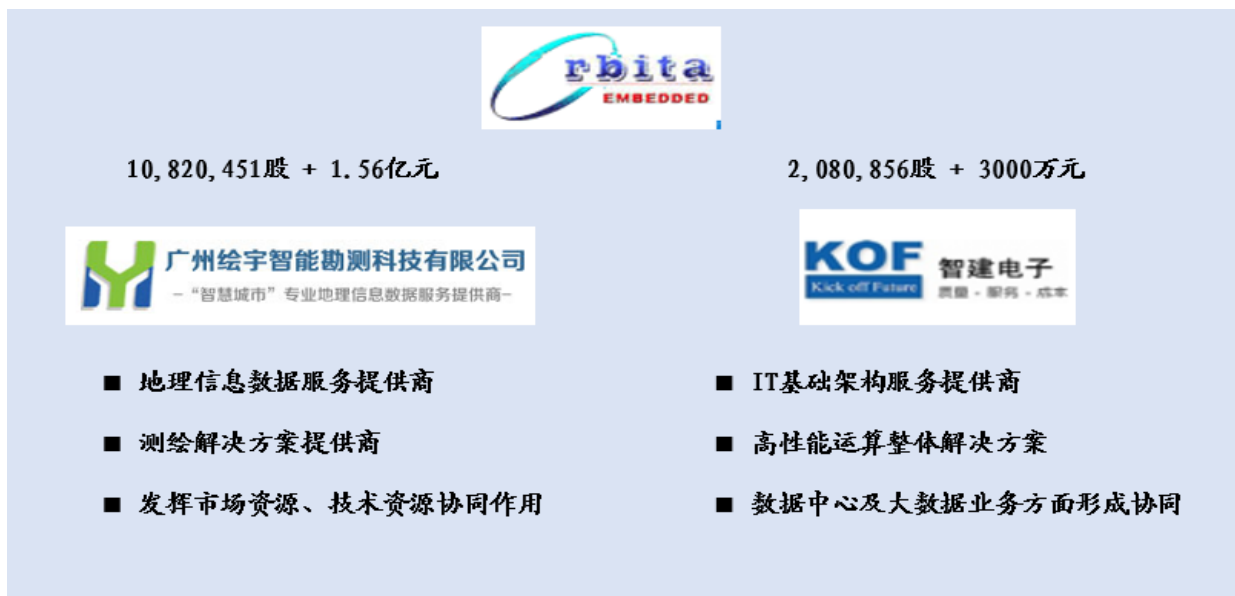 Orbita
EMBEDDED
10,820,451股 + 1.56亿元
2,080,856股 + 3000万元
广州绘宇智能勘测科技有限公司
-“智慧城市”专业地理信息数据服务提供商-
KOF
Kick off Future
智建电子
质量·服务·成本
■ 地理信息数据服务提供商
■ 测绘解决方案提供商
■ 发挥市场资源、技术资源协同作用
■ IT基础架构服务提供商
■ 高性能运算整体解决方案
■ 数据中心及大数据业务方面形成协同